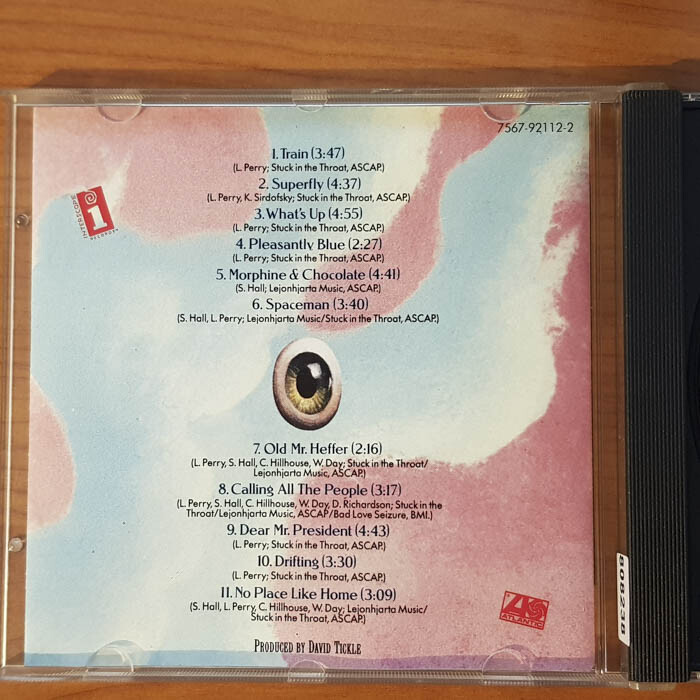 7567-92112-2
1. Train (3:47)
(L. Perry; Stuck in the Throat, ASCAP.)
2. Superfly (4:37)
(L. Perry, K. Sirdofsky; Stuck in the Throat, ASCAP.)
3. What's Up (4:55)
(L. Perry; Stuck in the Throat, ASCAP.)
4. Pleasantly Blue (2:27)
(L. Perry; Stuck in the Throat, ASCAP.)
5. Morphine & Chocolate (4:41)
(S. Hall; Lejonhjarta Music, ASCAP.)
6. Spaceman (3:40)
(S. Hall, L. Perry; Lejonhjarta Music/Stuck in the Throat, ASCAP.)
INTERSCOPE
RECORDS
7. Old Mr. Heffer (2:16)
(L. Perry, S. Hall, C. Hillhouse, W. Day; Stuck in the Throat/
Lejonhjarta Music, ASCAP.)
8. Calling All The People (3:17)
(L. Perry, S. Hall, C. Hillhouse, W. Day, D. Richardson; Stuck in the
Throat/Lejonhjarta Music, ASCAP/Bad Love Seizure, BMI.)
9. Dear Mr. President (4:43)
(L. Perry; Stuck in the Throat, ASCAP.)
10. Drifting (3:30)
(L. Perry; Stuck in the Throat, ASCAP.)
11. No Place Like Home (3:09)
(S. Hall, L. Perry, C. Hillhouse, W. Day; Lejonhjarta Music/
Stuck in the Throat, ASCAP.)
PRODUCED BY DAVID TICKLE
ATLANTIC
808238